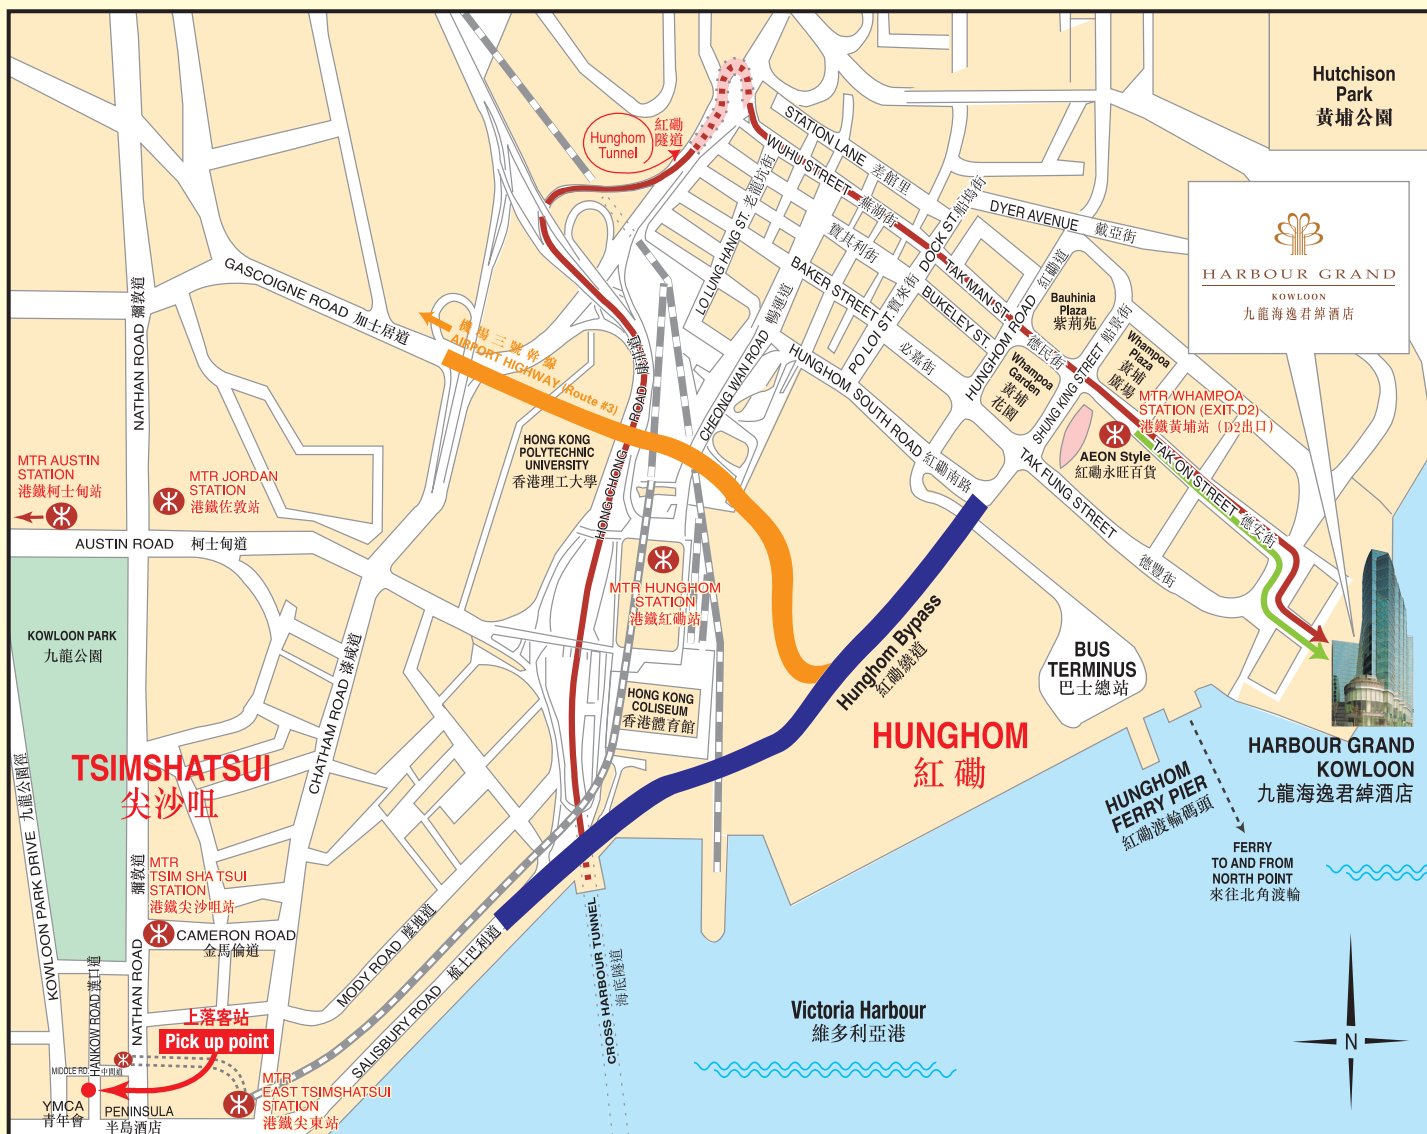 Hutchison
Park
黃埔公園
HARBOUR GRAND
KOWLOON
九龍海逸君綽酒店
Hunghom
Tunnel
紅磡
隧道
STATION LANE 差館里
WUHU STREET 蕪湖街
DYER AVENUE 戴亞街
LO LUNG HANG ST. 老龍坑街
DOCK ST. 船塢街
寶其利街
BAKER STREET
BUKELEY ST.
TAK MAN ST.
德民街
PO LOI ST. 寶來街
必嘉街
HUNGHOM ROAD 紅磡道
Bauhinia
Plaza
紫荊苑
Whampoa
Garden
黃埔
花園
Whampoa
Plaza
黃埔
廣場
SHUNG KING STREET 船景街
MTR WHAMPOA
STATION (EXIT D2)
港鐵黃埔站（D2出口）
AEON Style
紅磡永旺百貨
TAK ON STREET 德安街
TAK FUNG STREET
德豐街
HUNGHOM SOUTH ROAD 紅磡南路
CHEONG WAN ROAD 暢運道
GASCOIGNE ROAD 加士居道
機場三號幹線
AIRPORT HIGHWAY (Route #3)
HONG CHONG ROAD 康莊道
HONG KONG
POLYTECHNIC
UNIVERSITY
香港理工大學
NATHAN ROAD 彌敦道
MTR AUSTIN
STATION
港鐵柯士甸站
MTR JORDAN
STATION
港鐵佐敦站
AUSTIN ROAD 柯士甸道
MTR HUNGHOM
STATION
港鐵紅磡站
KOWLOON PARK
九龍公園
CHATHAM ROAD 漆咸道
HONG KONG
COLISEUM
香港體育館
Hunghom Bypass
紅磡繞道
BUS
TERMINUS
巴士總站
HUNGHOM
紅磡
TSIMSHATSUI
尖沙咀
HARBOUR GRAND
KOWLOON
九龍海逸君綽酒店
HUNGHOM
FERRY PIER
紅磡渡輪碼頭
FERRY
TO AND FROM
NORTH POINT
來往北角渡輪
KOWLOON PARK DRIVE 九龍公園徑
MTR
TSIM SHA TSUI
STATION
港鐵尖沙咀站
彌敦道
NATHAN ROAD
CAMERON ROAD
金馬倫道
HANKOW ROAD 漢口道
MODY ROAD 麼地道
SALISBURY ROAD 梳士巴利道
CROSS HARBOUR TUNNEL
海底隧道
Victoria Harbour
維多利亞港
上落客站
Pick up point
MIDDLE RD. 中間道
MTR
EAST TSIMSHATSUI
STATION
港鐵尖東站
YMCA
青年會
PENINSULA
半島酒店
N